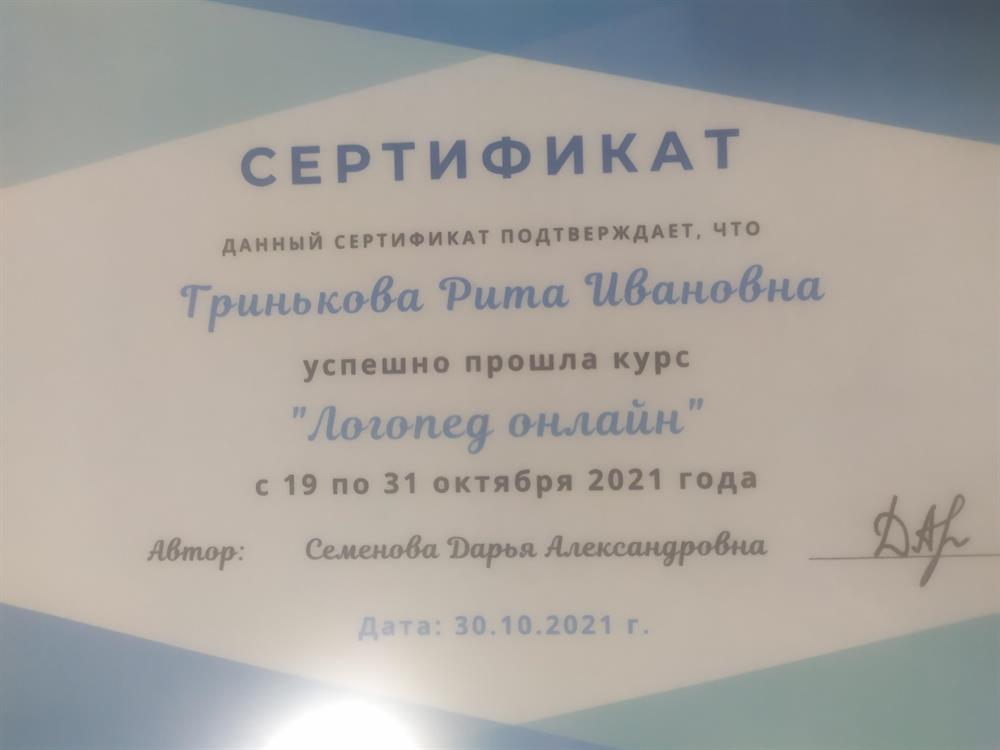 СЕРТИФИКАТ
ДАННЫЙ СЕРТИФИКАТ ПОДТВЕРЖДАЕТ, ЧТО
Гринькова Рита Ивановна
успешно прошла курс
"Логопед онлайн"
с 19 по 31 октября 2021 года
Автор: Семенова Дарья Александровна ДАР
Дата: 30.10.2021 г.